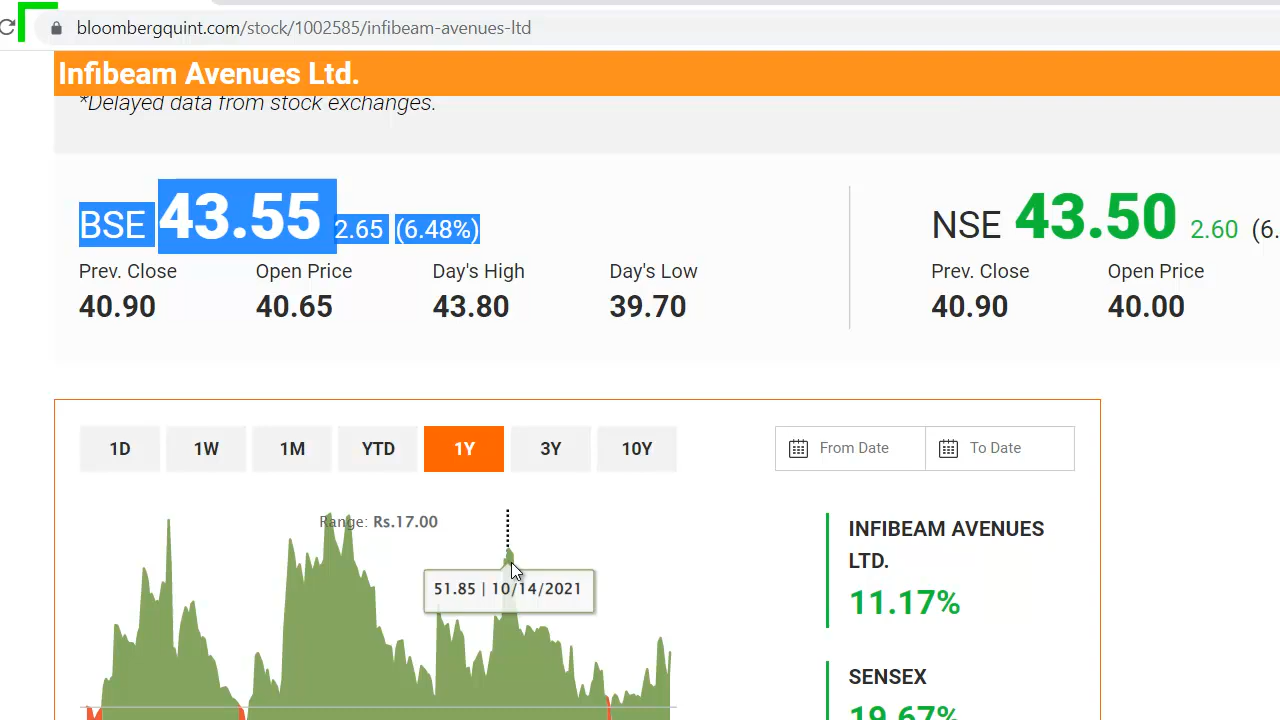 bloombergquint.com/stock/1002585/infibeam-avenues-ltd
Infibeam Avenues Ltd.
*Delayed data from stock exchanges.
BSE 43.55 2.65 (6.48%)
NSE 43.50 2.60 (6.
Prev. Close Open Price Day's High Day's Low
40.90 40.65 43.80 39.70
Prev. Close Open Price
40.90 40.00
1D 1W 1M YTD 1Y 3Y 10Y
From Date To Date
Range: Rs.17.00
51.85 | 10/14/2021
INFIBEAM AVENUES
LTD.
11.17%
SENSEX
19.67%